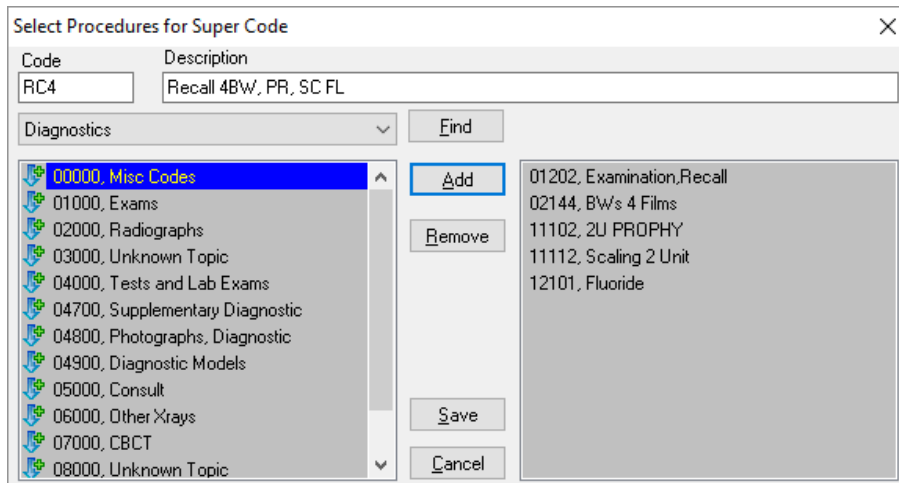 Select Procedures for Super Code
Code Description
RC4 Recall 4BW, PR, SC FL
Diagnostics Find
00000, Misc Codes
01000, Exams
02000, Radiographs
03000, Unknown Topic
04000, Tests and Lab Exams
04700, Supplementary Diagnostic
04800, Photographs, Diagnostic
04900, Diagnostic Models
05000, Consult
06000, Other Xrays
07000, CBCT
08000, Unknown Topic
Add
Remove
Save
Cancel
01202, Examination,Recall
02144, BWs 4 Films
11102, 2U PROPHY
11112, Scaling 2 Unit
12101, Fluoride